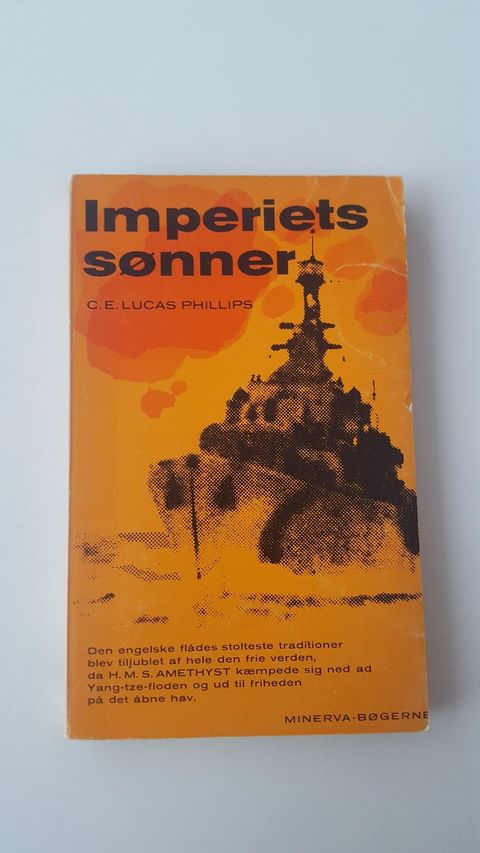 Imperiets
sønner
C.E. LUCAS PHILLIPS
Den engelske flådes stolteste traditioner
blev tiljublet af hele den frie verden,
da H.M.S. AMETHYST kæmpede sig ned ad
Yang-tze-floden og ud til friheden
på det åbne hav.
MINERVA-BØGERNE